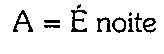 A = É noite